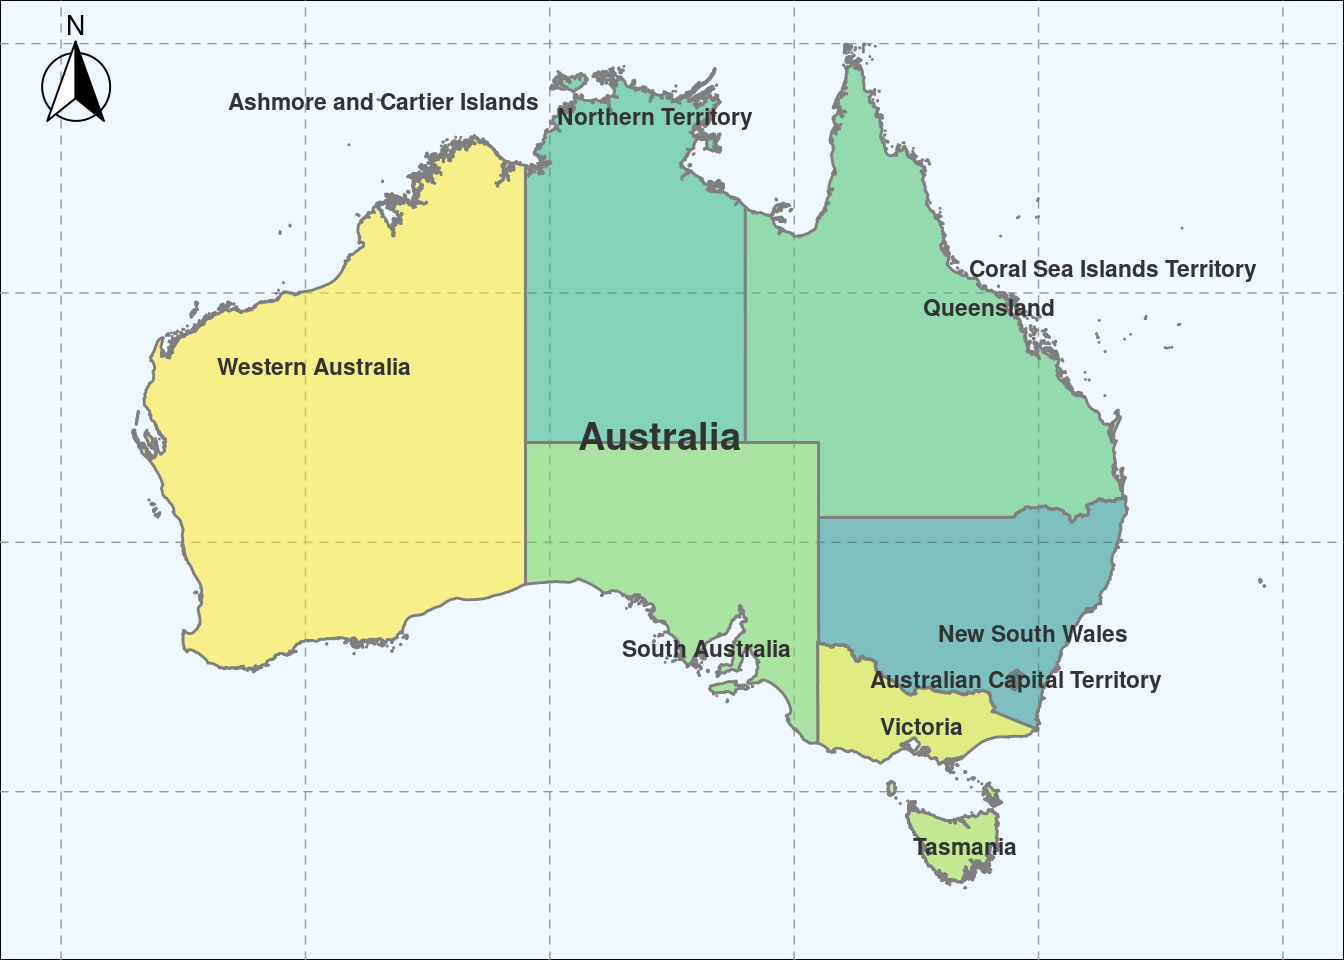 N
Ashmore and Cartier Islands
Northern Territory
Coral Sea Islands Territory
Queensland
Western Australia
Australia
New South Wales
South Australia
Australian Capital Territory
Victoria
Tasmania